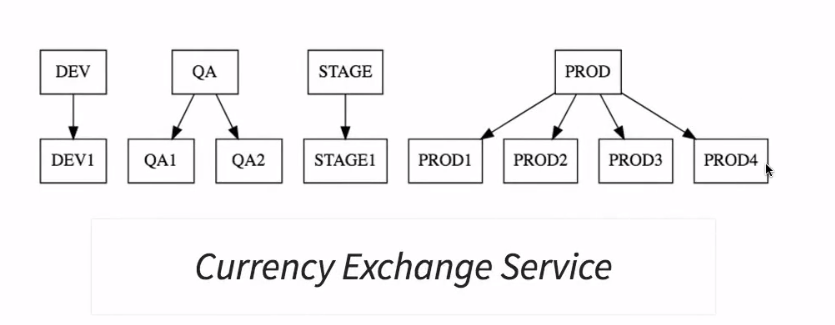 DEV QA STAGE PROD
DEV1 QA1 QA2 STAGE1 PROD1 PROD2 PROD3 PROD4
Currency Exchange Service